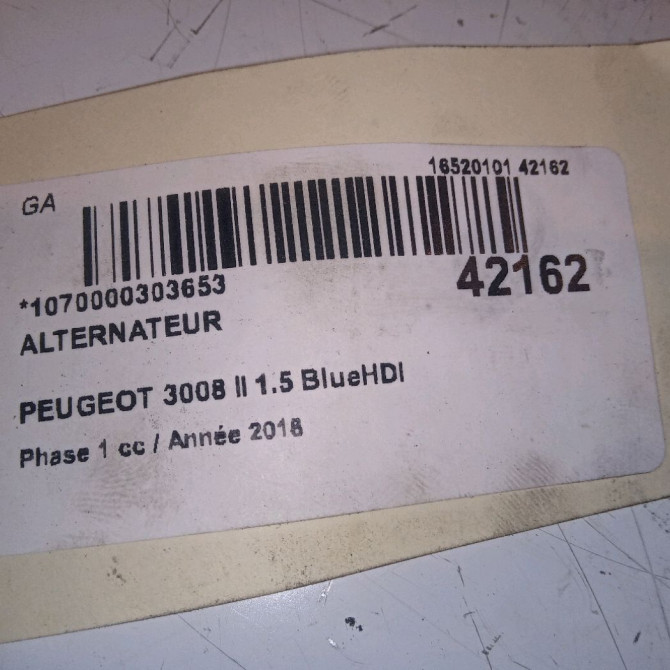 GA
16520101 42162
*1070000303653
42162
ALTERNATEUR
PEUGEOT 3008 II 1.5 BlueHDI
Phase 1 cc / Année 2018